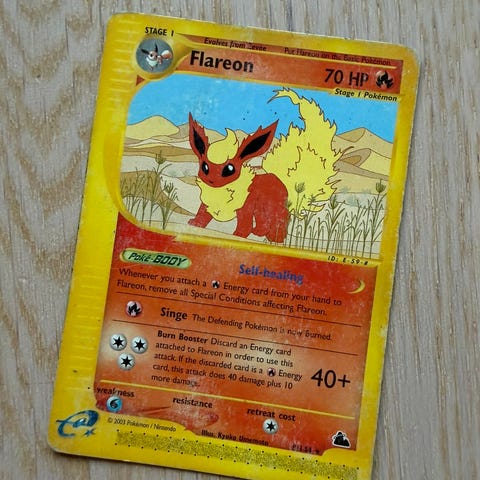 STAGE 1
Evolves from Eevee
Put Flareon on the Basic Pokémon
Flareon
70 HP
Stage 1 Pokémon
Poké-BODY
Self-healing
Whenever you attach a Energy card from your hand to
Flareon, remove all Special Conditions affecting Flareon.
Singe The Defending Pokémon is now Burned.
Burn Booster Discard an Energy card
attached to Flareon in order to use this
attack. If the discarded card is a Energy
card, this attack does 40 damage plus 10
more damage.
40+
weakness
resistance
retreat cost
© 2003 Pokémon / Nintendo
Illus. Kyoko Umemoto